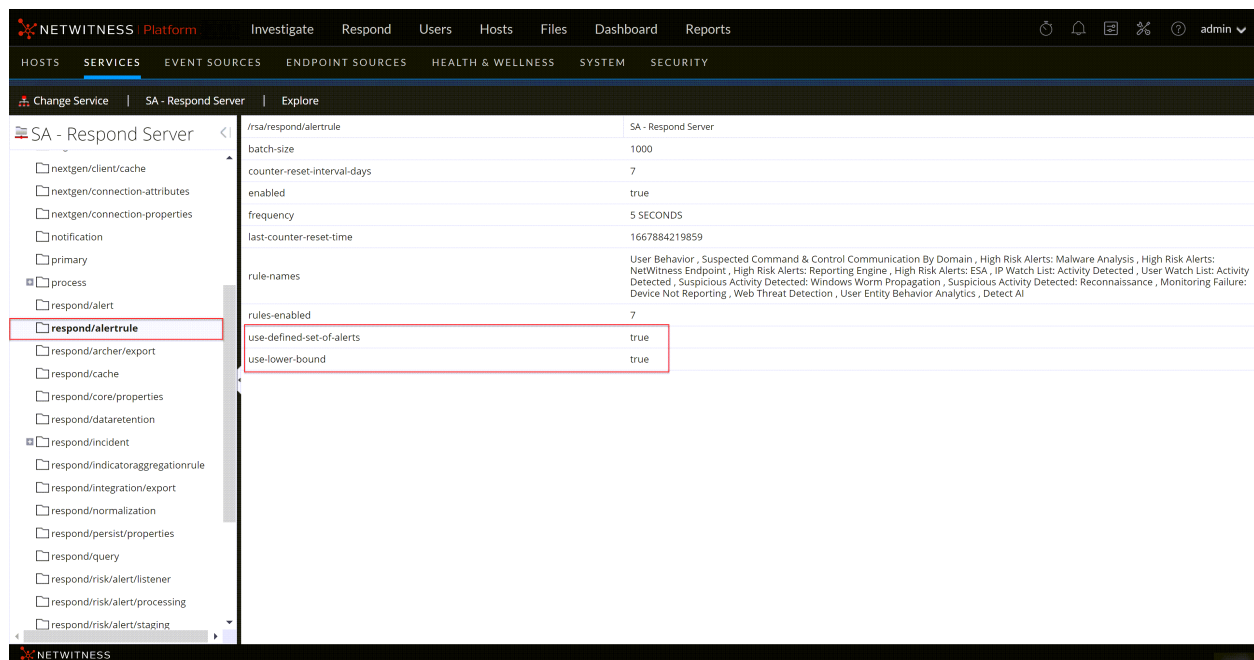 NETWITNESS Platform Investigate Respond Users Hosts Files Dashboard Reports admin
HOSTS SERVICES EVENT SOURCES ENDPOINT SOURCES HEALTH & WELLNESS SYSTEM SECURITY
Change Service | SA - Respond Server | Explore
SA - Respond Server
nextgen/client/cache
nextgen/connection-attributes
nextgen/connection-properties
notification
primary
process
respond/alert
respond/alertrule
respond/archer/export
respond/cache
respond/core/properties
respond/dataretention
respond/incident
respond/indicatoraggregationrule
respond/integration/export
respond/normalization
respond/persist/properties
respond/query
respond/risk/alert/listener
respond/risk/alert/processing
respond/risk/alert/staging
/rsa/respond/alertrule SA - Respond Server
batch-size 1000
counter-reset-interval-days 7
enabled true
frequency 5 SECONDS
last-counter-reset-time 1667884219859
rule-names
User Behavior , Suspected Command & Control Communication By Domain , High Risk Alerts: Malware Analysis , High Risk Alerts:
NetWitness Endpoint , High Risk Alerts: Reporting Engine , High Risk Alerts: ESA , IP Watch List: Activity Detected , User Watch List: Activity
Detected , Suspicious Activity Detected: Windows Worm Propagation , Suspicious Activity Detected: Reconnaissance , Monitoring Failure:
Device Not Reporting , Web Threat Detection , User Entity Behavior Analytics , Detect AI
rules-enabled 7
use-defined-set-of-alerts true
use-lower-bound true
NETWITNESS